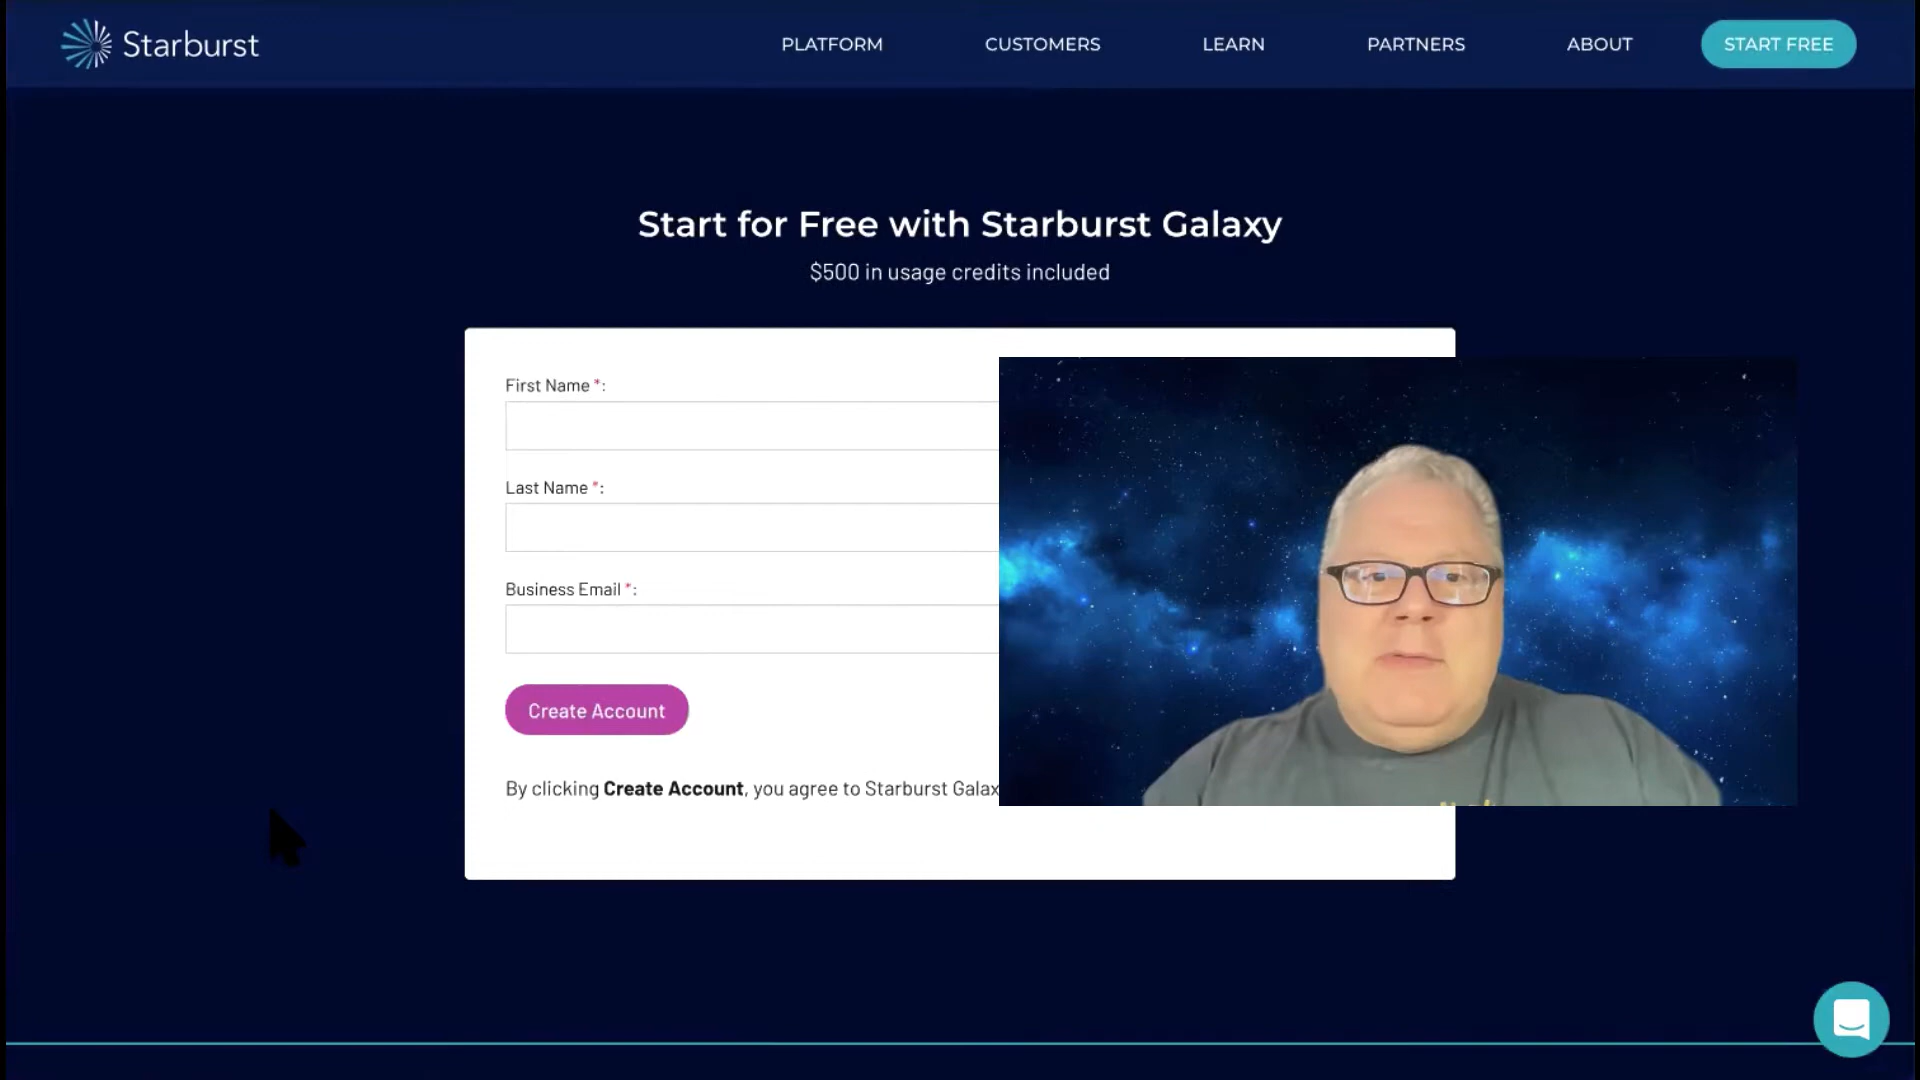 Starburst
PLATFORM
CUSTOMERS
LEARN
PARTNERS
ABOUT
START FREE
Start for Free with Starburst Galaxy
$500 in usage credits included
First Name *:
Last Name *:
Business Email *:
Create Account
By clicking Create Account, you agree to Starburst